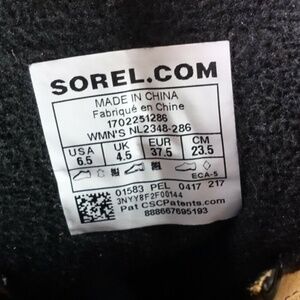 SOREL.COM
MADE IN CHINA
Fabriqué en Chine
1702251286
WMN'S NL2348-286
USA UK EUR CM
6.5 4.5 37.5 23.5
ECA-5
01583 PEL 0417 217
3NYY8F2F00144
Pat CSCPatents.com
888667695193